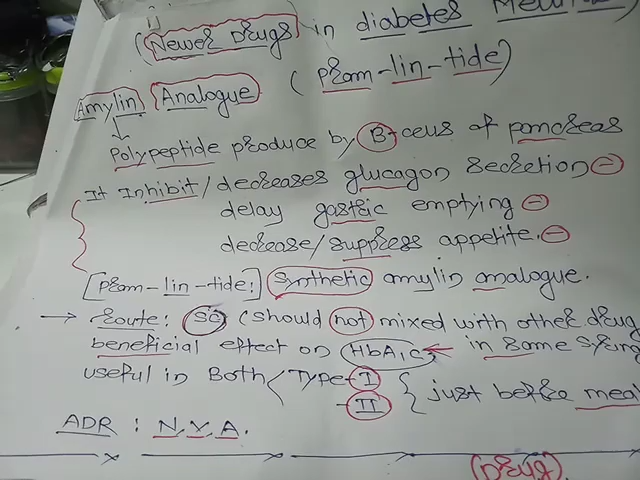 (Newer Drugs) in diabetes
Amylin Analogue (Pram-lin-tide)
↓
Polypeptide produce by B-cells of pancreas
It Inhibit/decreases glucagon secretion ⊖
delay gastric emptying ⊖
decrease/suppress appetite. ⊖
[Pram-lin-tide:] Synthetic amylin analogue.
→ Route: SC (should not mixed with other drug
beneficial effect on HbA1C ← in same
useful in Both < Type-I
-II { just before meal
ADR : N, V, A.
(Drug)